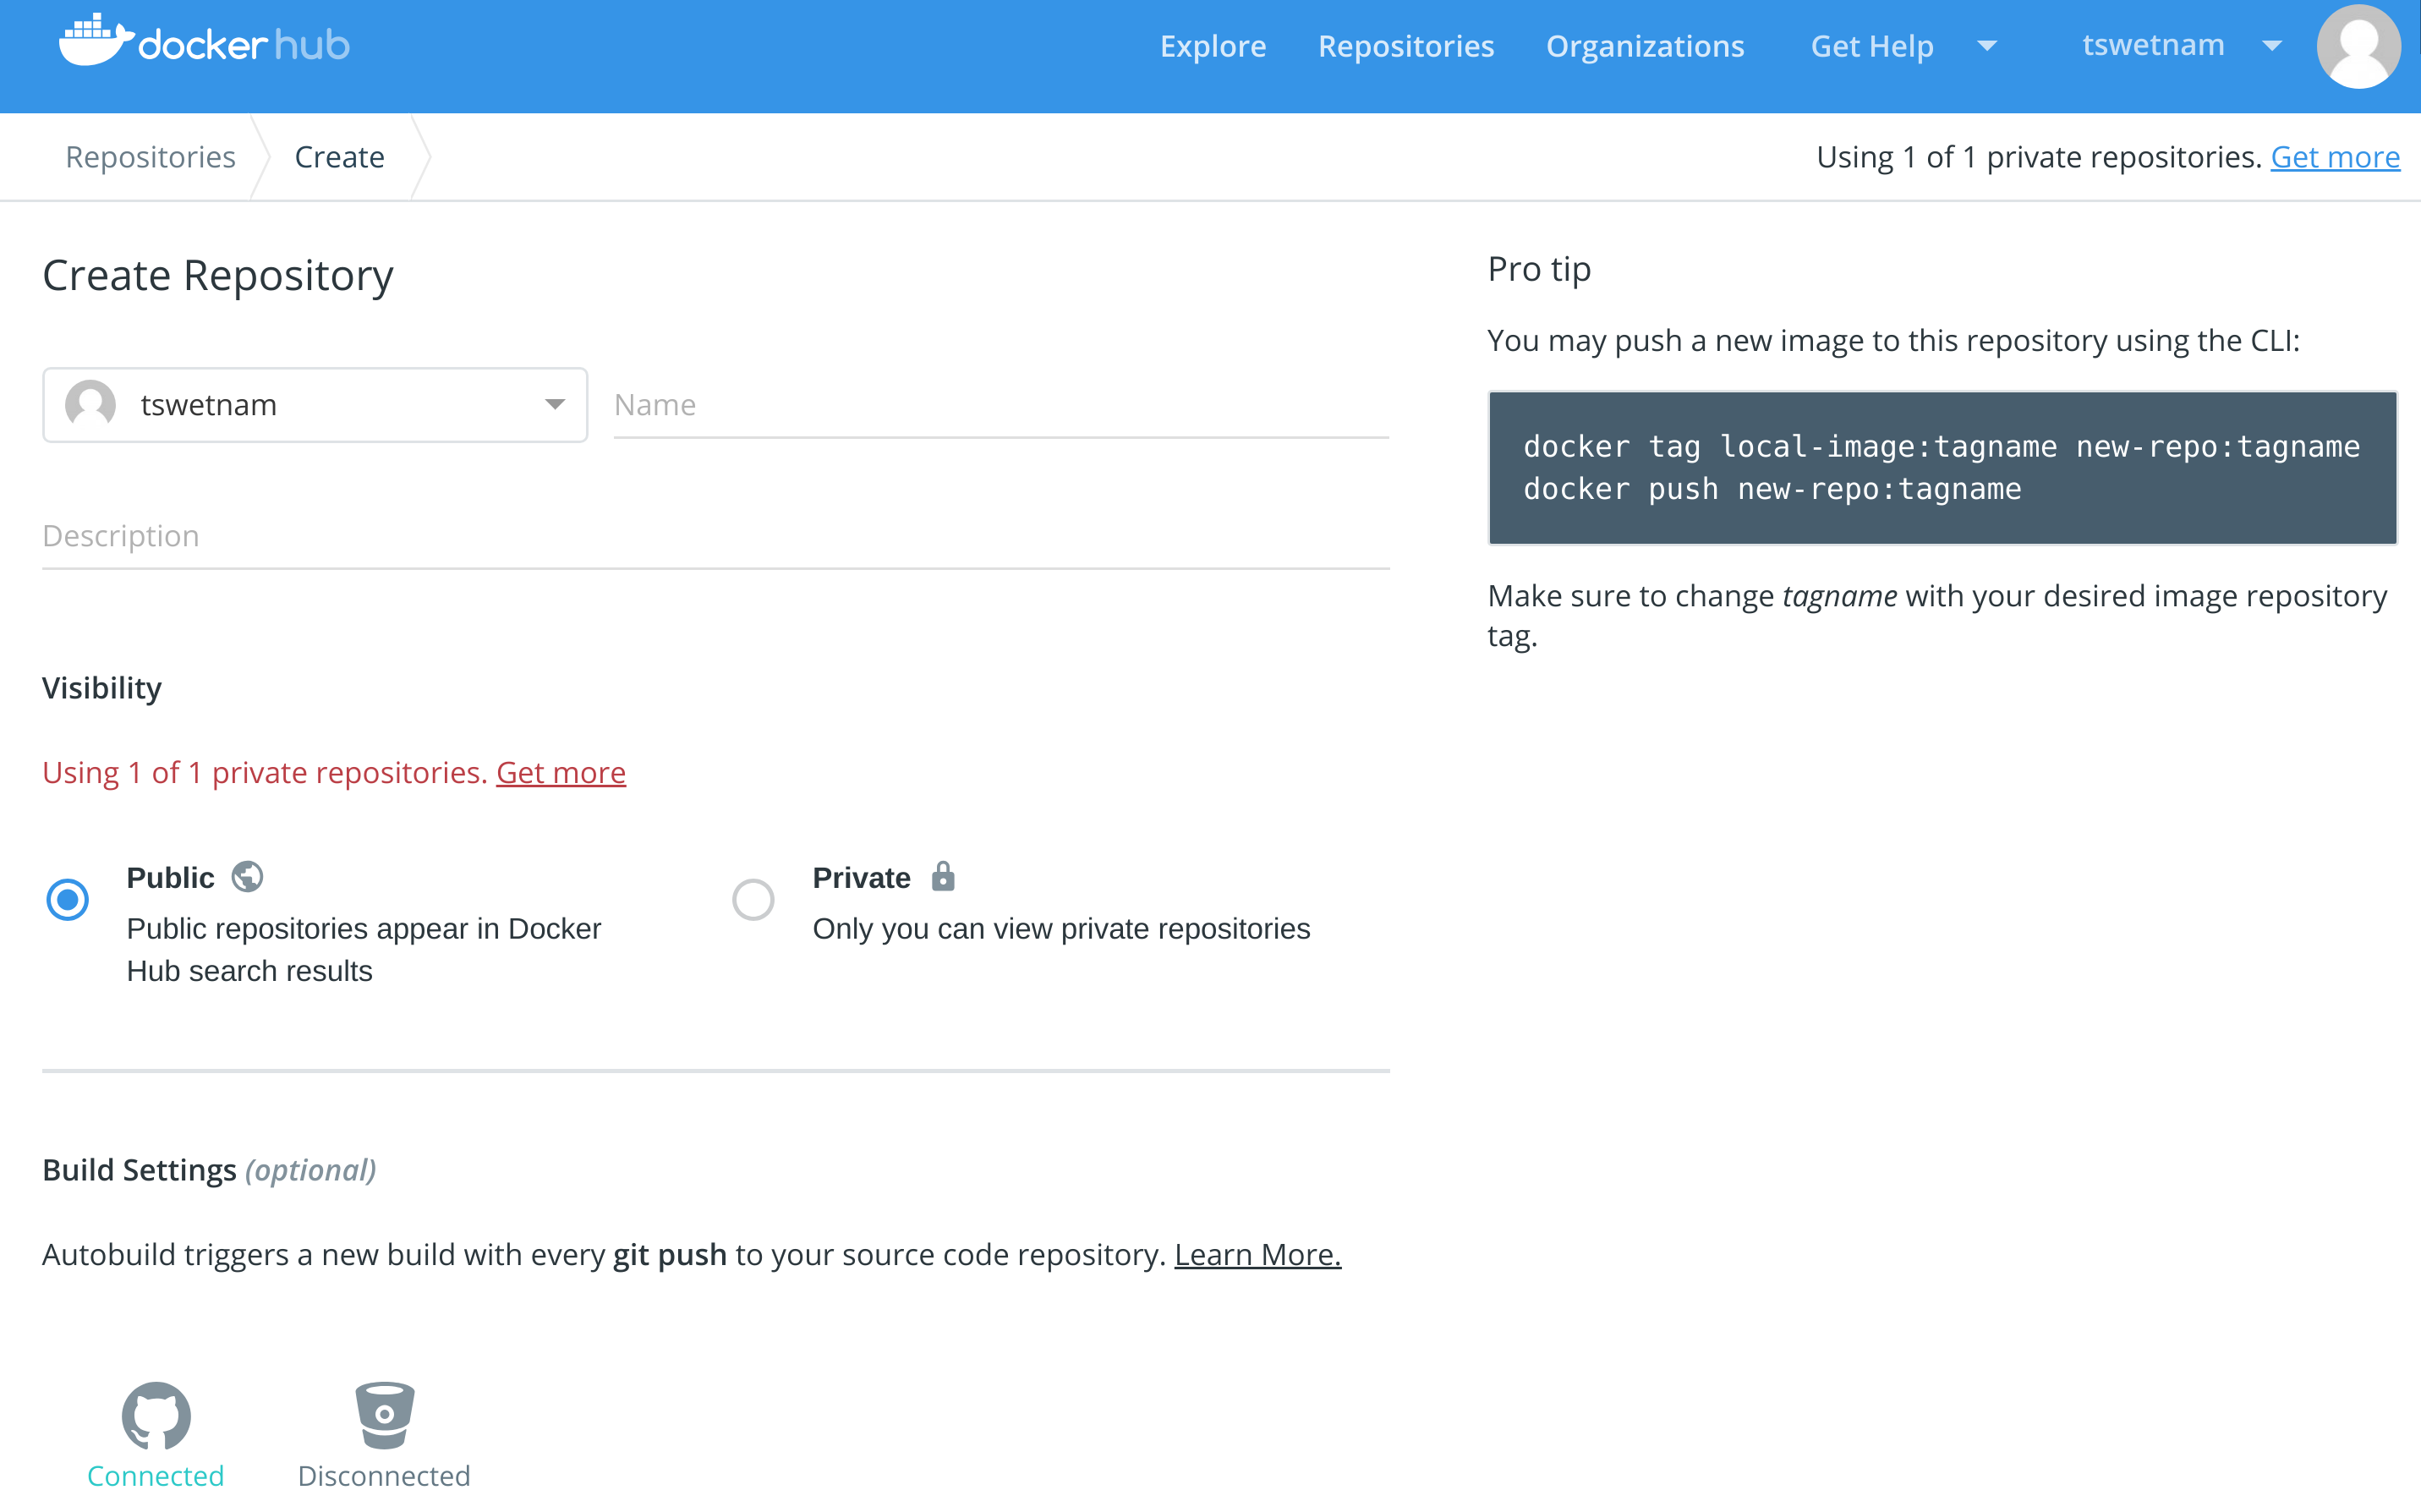 docker hub
Explore
Repositories
Organizations
Get Help
tswetnam
Repositories
Create
Using 1 of 1 private repositories. Get more
Create Repository
tswetnam
Name
Description
Visibility
Using 1 of 1 private repositories. Get more
Public
Public repositories appear in Docker
Hub search results
Private
Only you can view private repositories
Build Settings (optional)
Autobuild triggers a new build with every git push to your source code repository. Learn More.
Connected
Disconnected
Pro tip
You may push a new image to this repository using the CLI:
docker tag local-image:tagname new-repo:tagname
docker push new-repo:tagname
Make sure to change tagname with your desired image repository
tag.